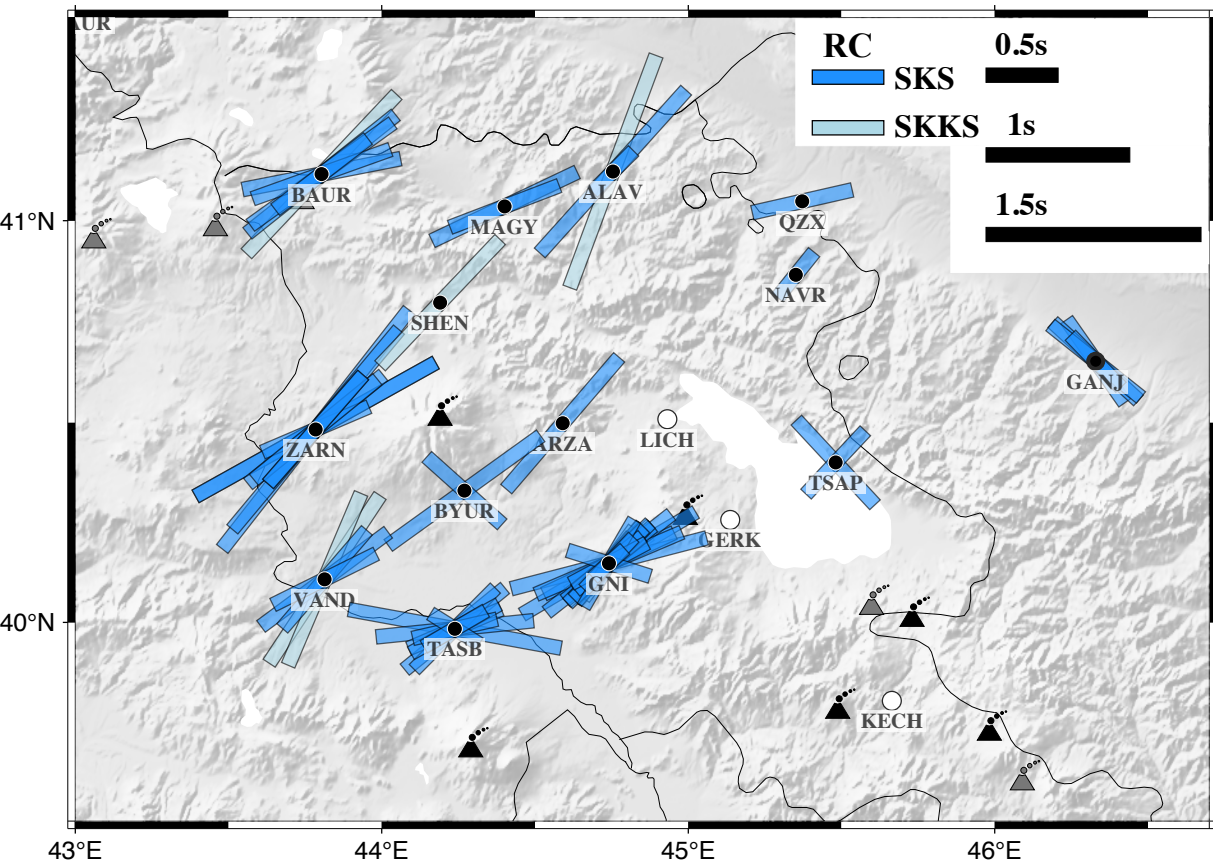 AUR
RC
0.5s
SKS
SKKS
1s
1.5s
BAUR
ALAV
MAGY
QZX
41°N
NAVR
SHEN
GANJ
LICH
ARZA
ZARN
TSAP
BYUR
GERK
GNI
VAND
40°N
TASB
KECH
43°E
44°E
45°E
46°E